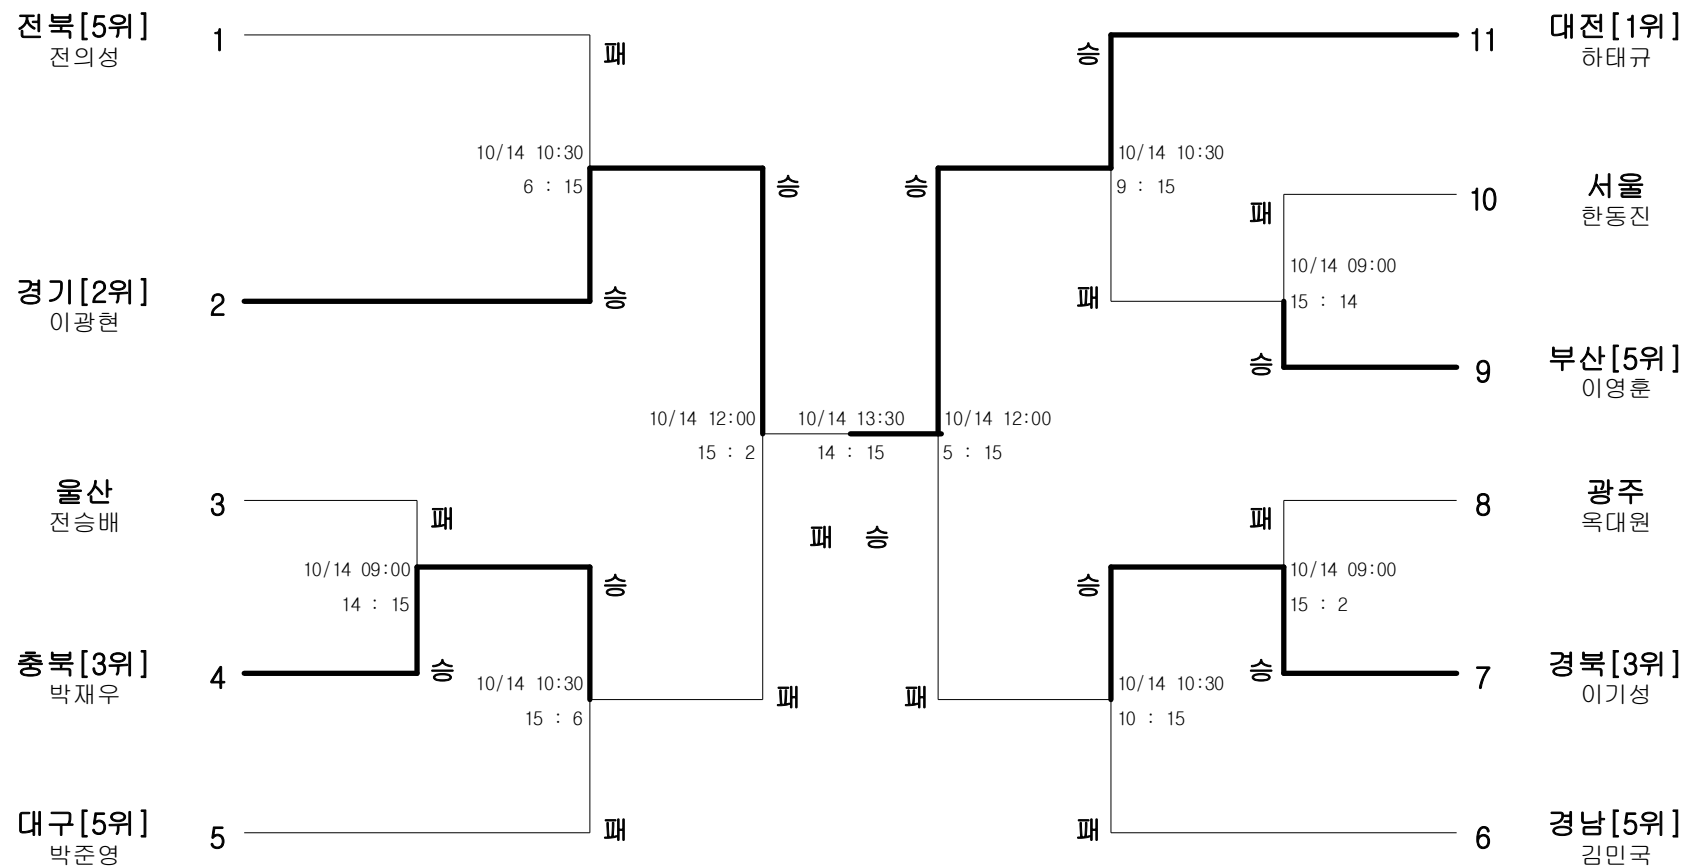 전북[5위]
전의성
1
패
10/14 10:30
6 : 15
승
경기[2위]
이광현
2
승
10/14 12:00
15 : 2
울산
전승배
3
패
10/14 09:00
14 : 15
승
충북[3위]
박재우
4
승
10/14 10:30
15 : 6
패
대구[5위]
박준영
5
패
10/14 13:30
14 : 15
패 승
대전[1위]
하태규
11
승
10/14 10:30
9 : 15
승
서울
한동진
10
패
10/14 09:00
15 : 14
패
부산[5위]
이영훈
9
승
10/14 12:00
5 : 15
광주
옥대원
8
패
10/14 09:00
15 : 2
승
경북[3위]
이기성
7
승
10/14 10:30
10 : 15
패
경남[5위]
김민국
6
패